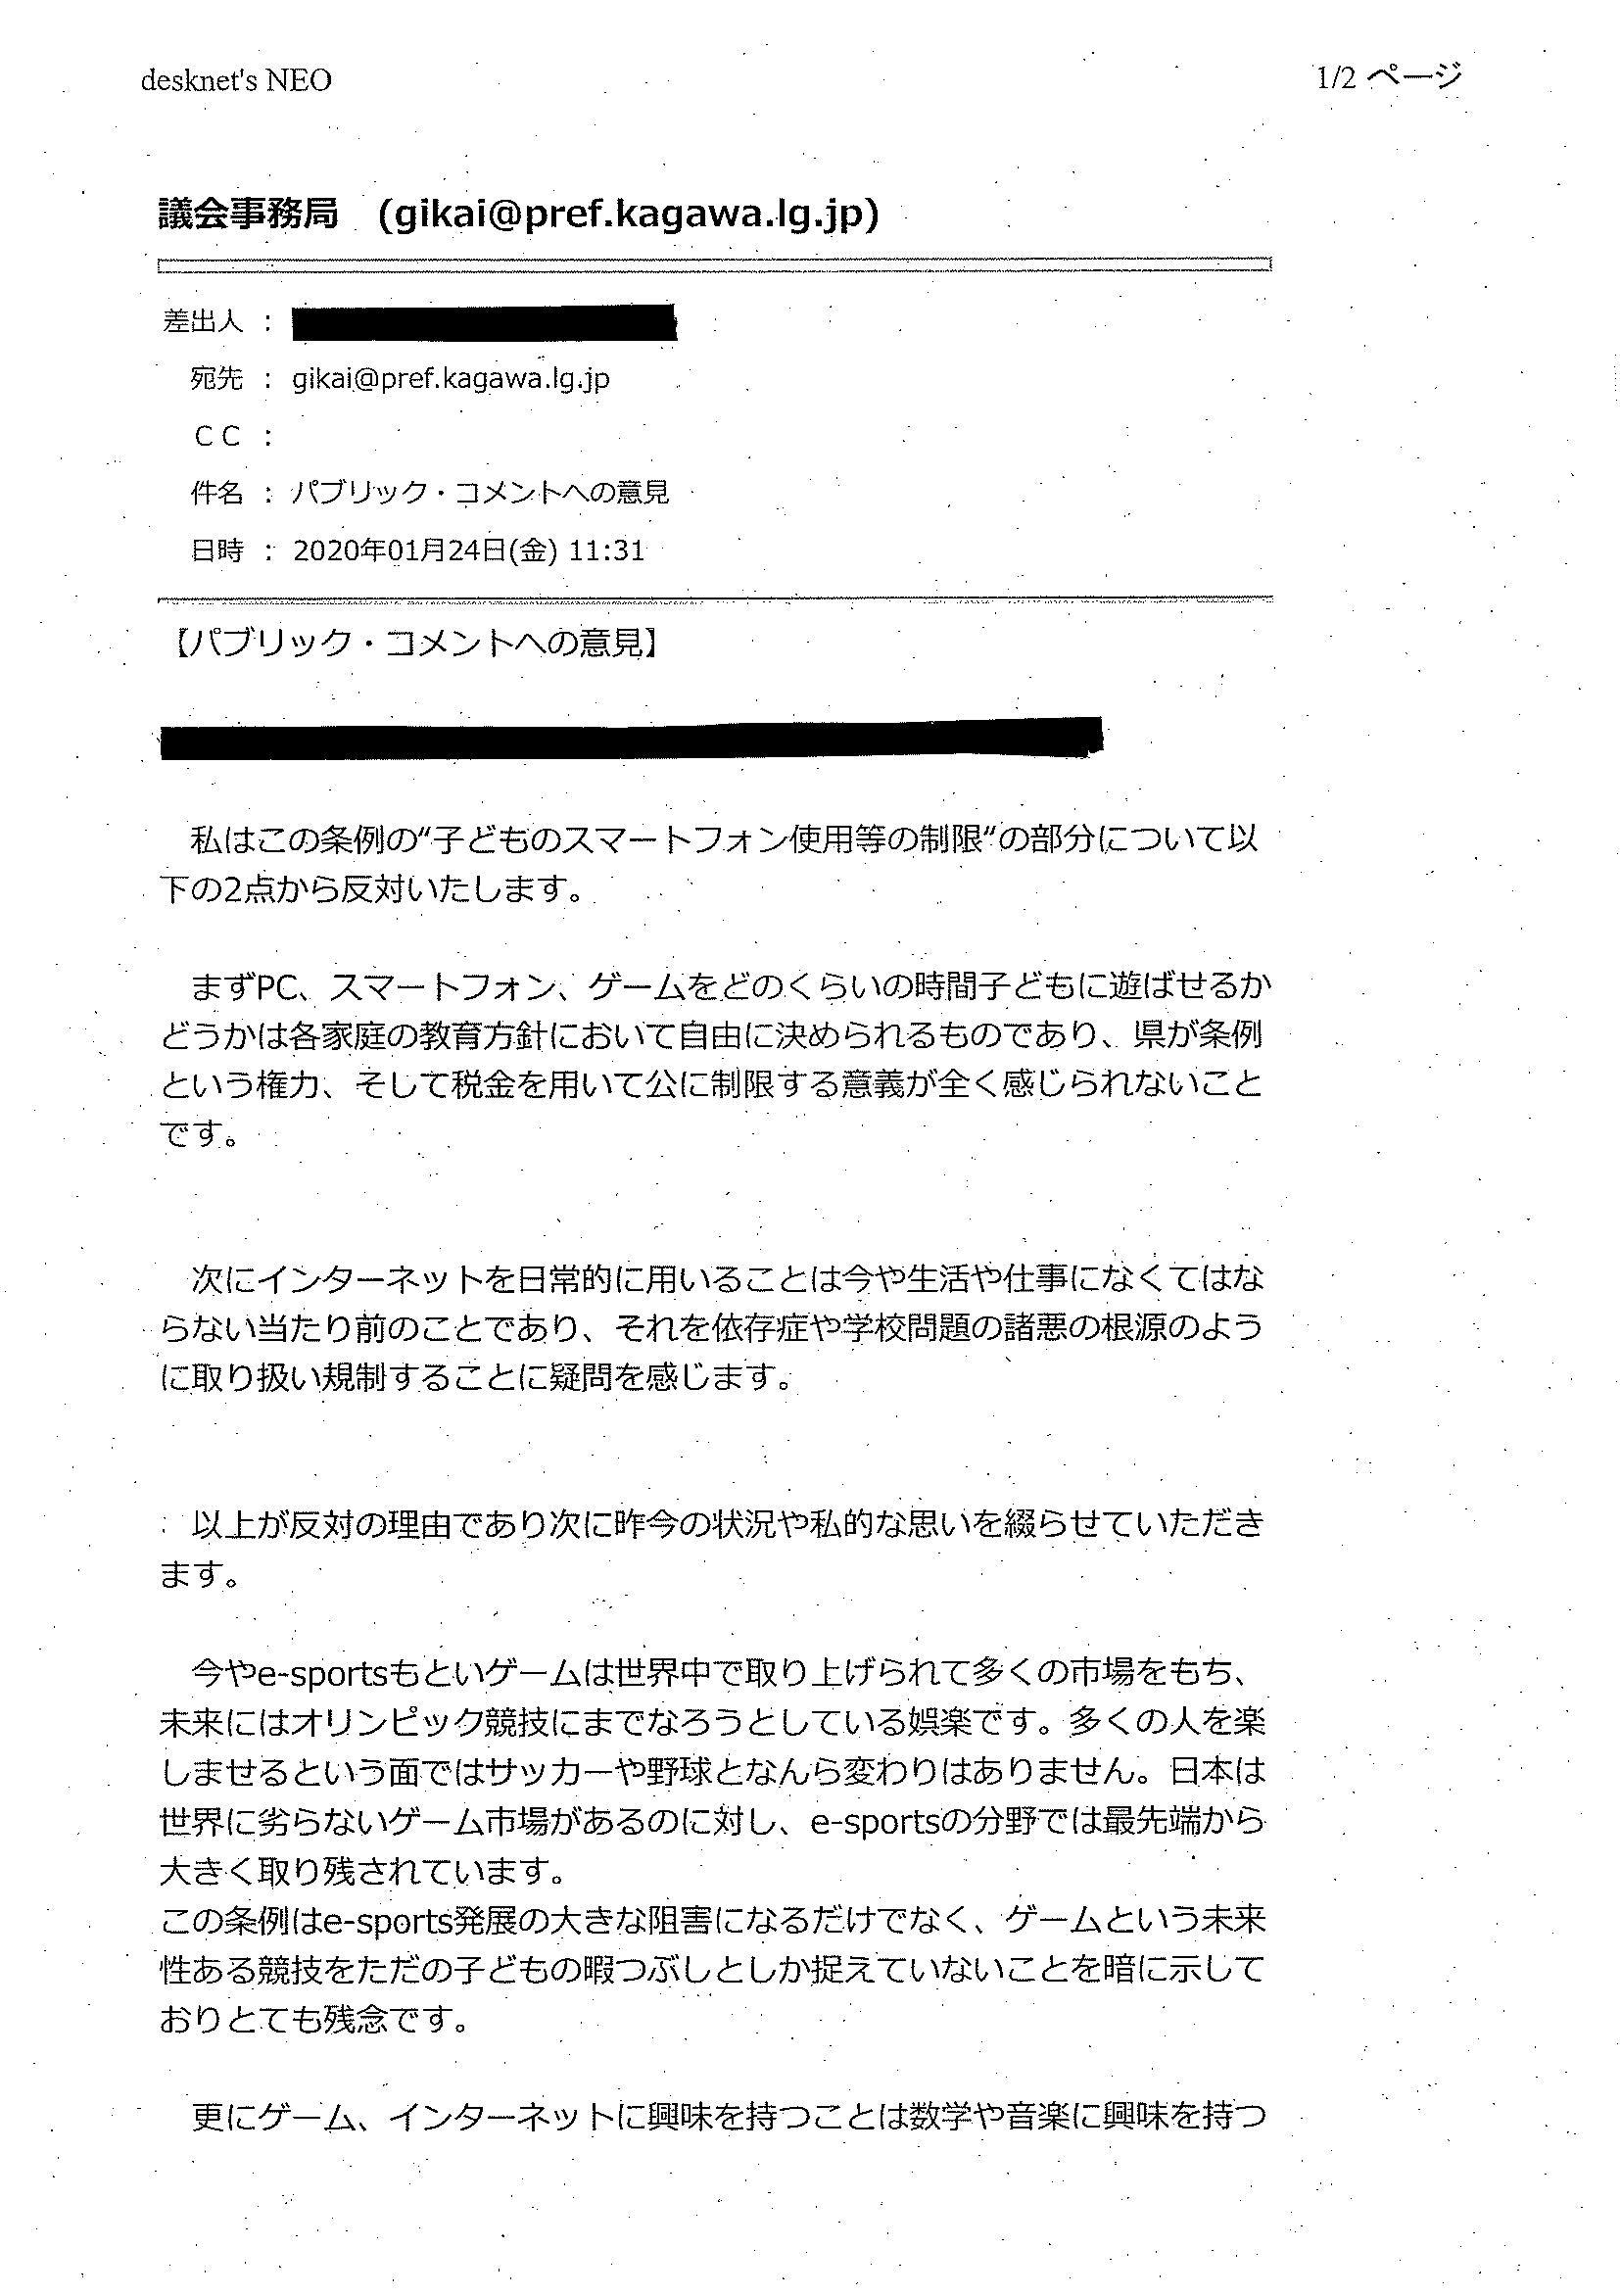 desknet's NEO
1/2 ページ
議会事務局 (gikai@pref.kagawa.lg.jp)
差出人 :
宛先 : gikai@pref.kagawa.lg.jp
CC :
件名 : パブリック・コメントへの意見
日時 : 2020年01月24日(金) 11:31
【パブリック・コメントへの意見】
私はこの条例の“子どものスマートフォン使用等の制限“の部分について以
下の2点から反対いたします。
まずPC、スマートフォン、ゲームをどのくらいの時間子どもに遊ばせるか
どうかは各家庭の教育方針において自由に決められるものであり、県が条例
という権力、そして税金を用いて公に制限する意義が全く感じられないこと
です。
次にインターネットを日常的に用いることは今や生活や仕事になくてはな
らない当たり前のことであり、それを依存症や学校問題の諸悪の根源のよう
に取り扱い規制することに疑問を感じます。
以上が反対の理由であり次に昨今の状況や私的な思いを綴らせていただき
ます。
今やe-sportsもといゲームは世界中で取り上げられて多くの市場をもち、
未来にはオリンピック競技にまでなろうとしている娯楽です。多くの人を楽
しませるという面ではサッカーや野球となんら変わりはありません。日本は
世界に劣らないゲーム市場があるのに対し、e-sportsの分野では最先端から
大きく取り残されています。
この条例はe-sports発展の大きな阻害になるだけでなく、ゲームという未来
性ある競技をただの子どもの暇つぶしとしか捉えていないことを暗に示して
おりとても残念です。
更にゲーム、インターネットに興味を持つことは数学や音楽に興味を持つ